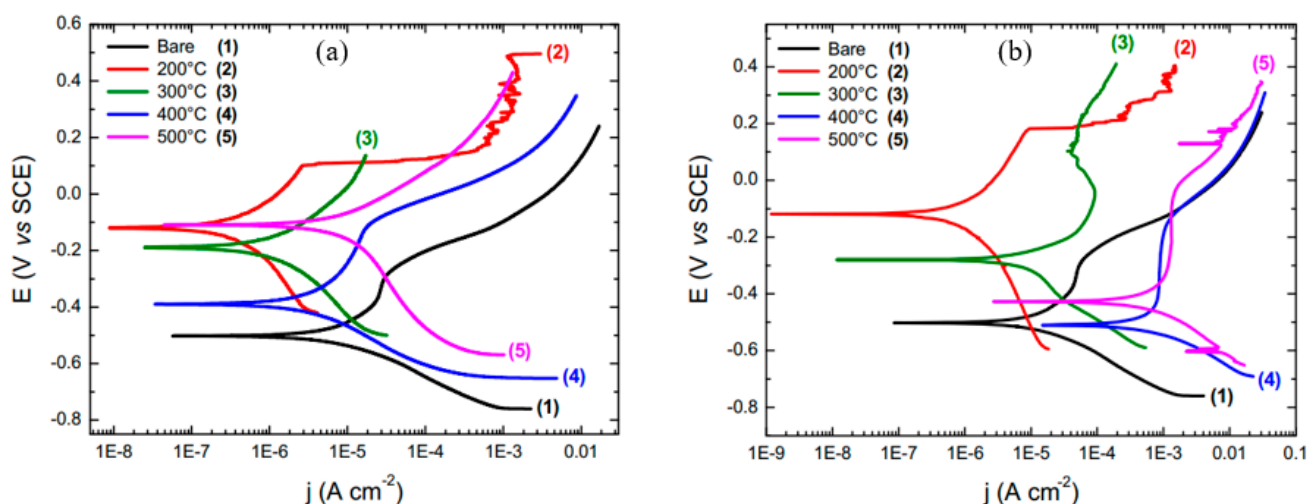 (a)
Bare (1)
200°C (2)
300°C (3)
400°C (4)
500°C (5)
(2)
(3)
(5)
(4)
(1)
0.6
0.4
0.2
0.0
-0.2
-0.4
-0.6
-0.8
E (V vs SCE)
1E-8 1E-7 1E-6 1E-5 1E-4 1E-3 0.01
j (A cm-2)
(b)
Bare (1)
200°C (2)
300°C (3)
400°C (4)
500°C (5)
(3)
(2)
(5)
(4)
(1)
0.4
0.2
0.0
-0.2
-0.4
-0.6
-0.8
E (V vs SCE)
1E-9 1E-8 1E-7 1E-6 1E-5 1E-4 1E-3 0.01 0.1
j (A cm-2)